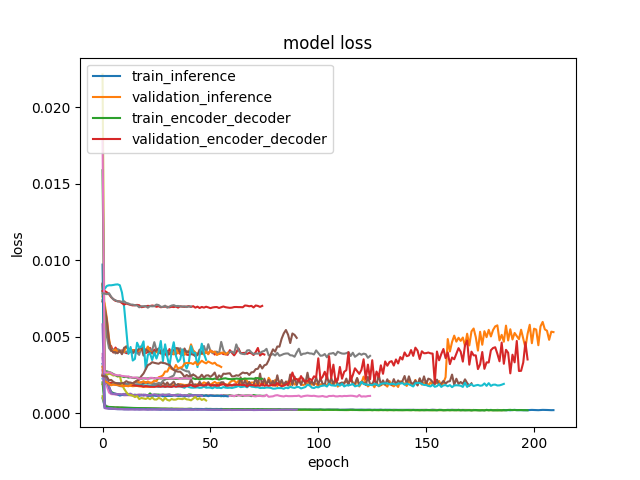 model loss
train_inference
validation_inference
train_encoder_decoder
validation_encoder_decoder
loss
0.020
0.015
0.010
0.005
0.000
0
50
100
150
200
epoch